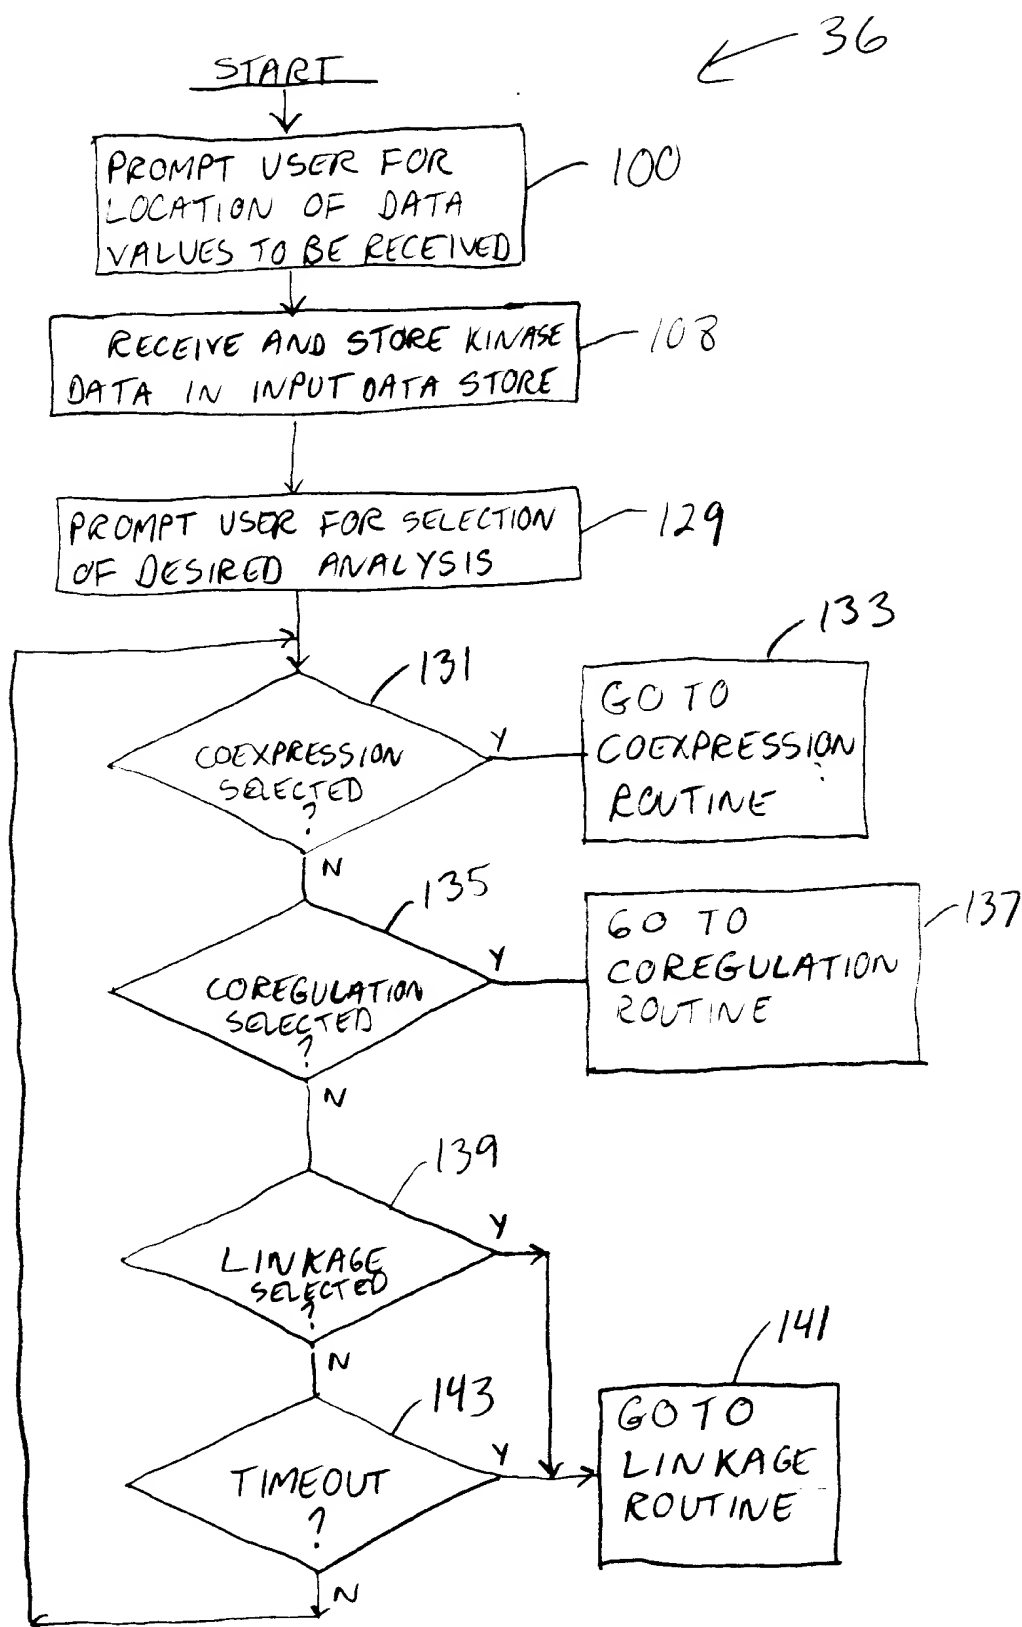 36
START
PROMPT USER FOR
LOCATION OF DATA
VALUES TO BE RECEIVED
100
RECEIVE AND STORE KINASE
DATA IN INPUT DATA STORE
108
PROMPT USER FOR SELECTION
OF DESIRED ANALYSIS
129
131
COEXPRESSION
SELECTED
?
Y
N
133
GO TO
COEXPRESSION
ROUTINE
135
COREGULATION
SELECTED
?
Y
N
137
GO TO
COREGULATION
ROUTINE
139
LINKAGE
SELECTED
?
Y
N
141
GO TO
LINKAGE
ROUTINE
143
TIMEOUT
?
Y
N